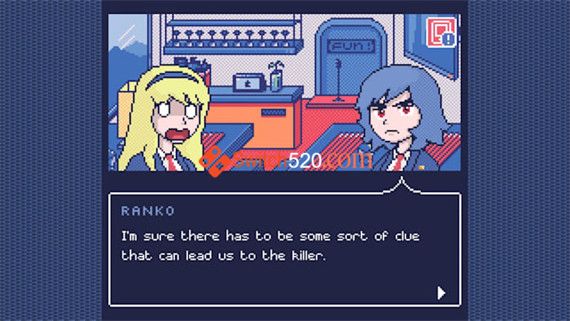 FUN!
520.com
RANKO
I'm sure there has to be some sort of clue
that can lead us to the killer.